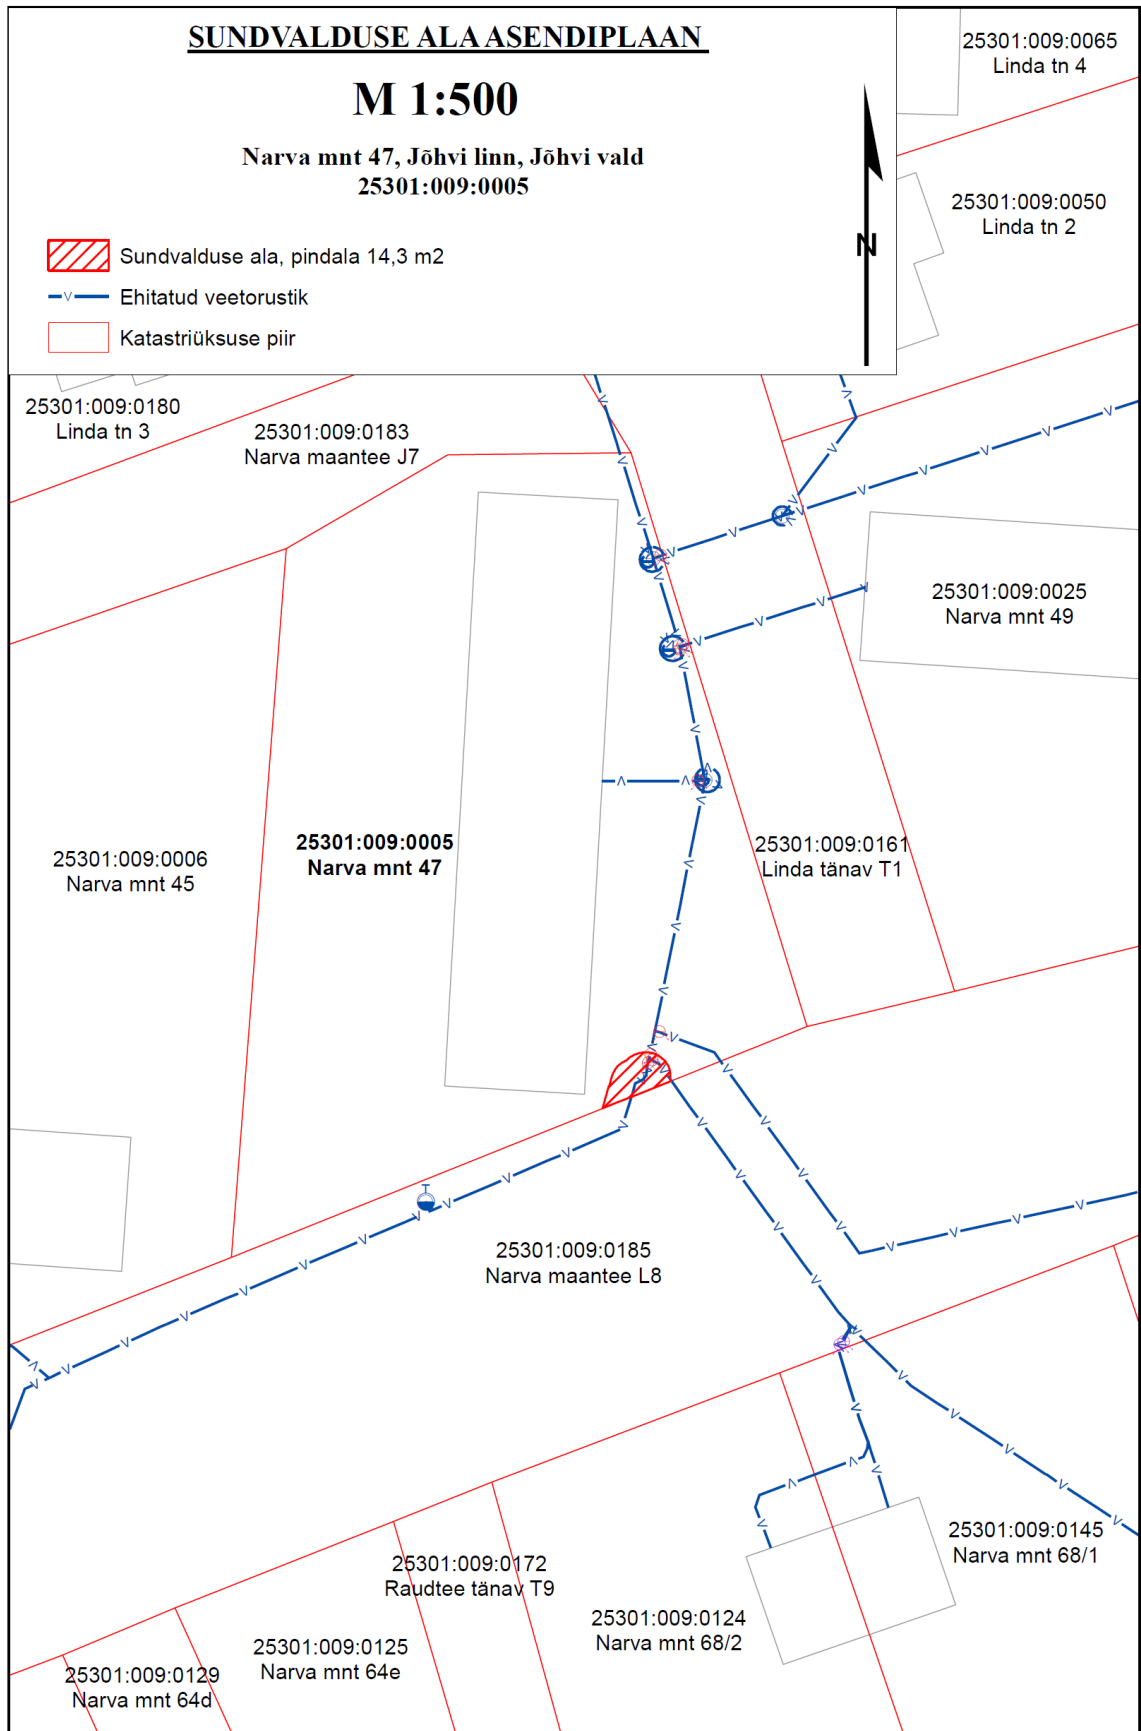 SUNDVALDUSE ALA ASENDIPLAAN
M 1:500
Narva mnt 47, Jõhvi linn, Jõhvi vald
25301:009:0005
N
Sundvalduse ala, pindala 14,3 m2
V
Ehitatud veetorustik
Katastriüksuse piir
25301:009:0065
Linda tn 4
25301:009:0050
Linda tn 2
25301:009:0180
Linda tn 3
25301:009:0183
Narva maantee J7
25301:009:0025
Narva mnt 49
25301:009:0006
Narva mnt 45
25301:009:0005
Narva mnt 47
25301:009:0161
Linda tänav T1
25301:009:0185
Narva maantee L8
25301:009:0145
Narva mnt 68/1
25301:009:0172
Raudtee tänav T9
25301:009:0124
Narva mnt 68/2
25301:009:0125
Narva mnt 64e
25301:009:0129
Narva mnt 64d